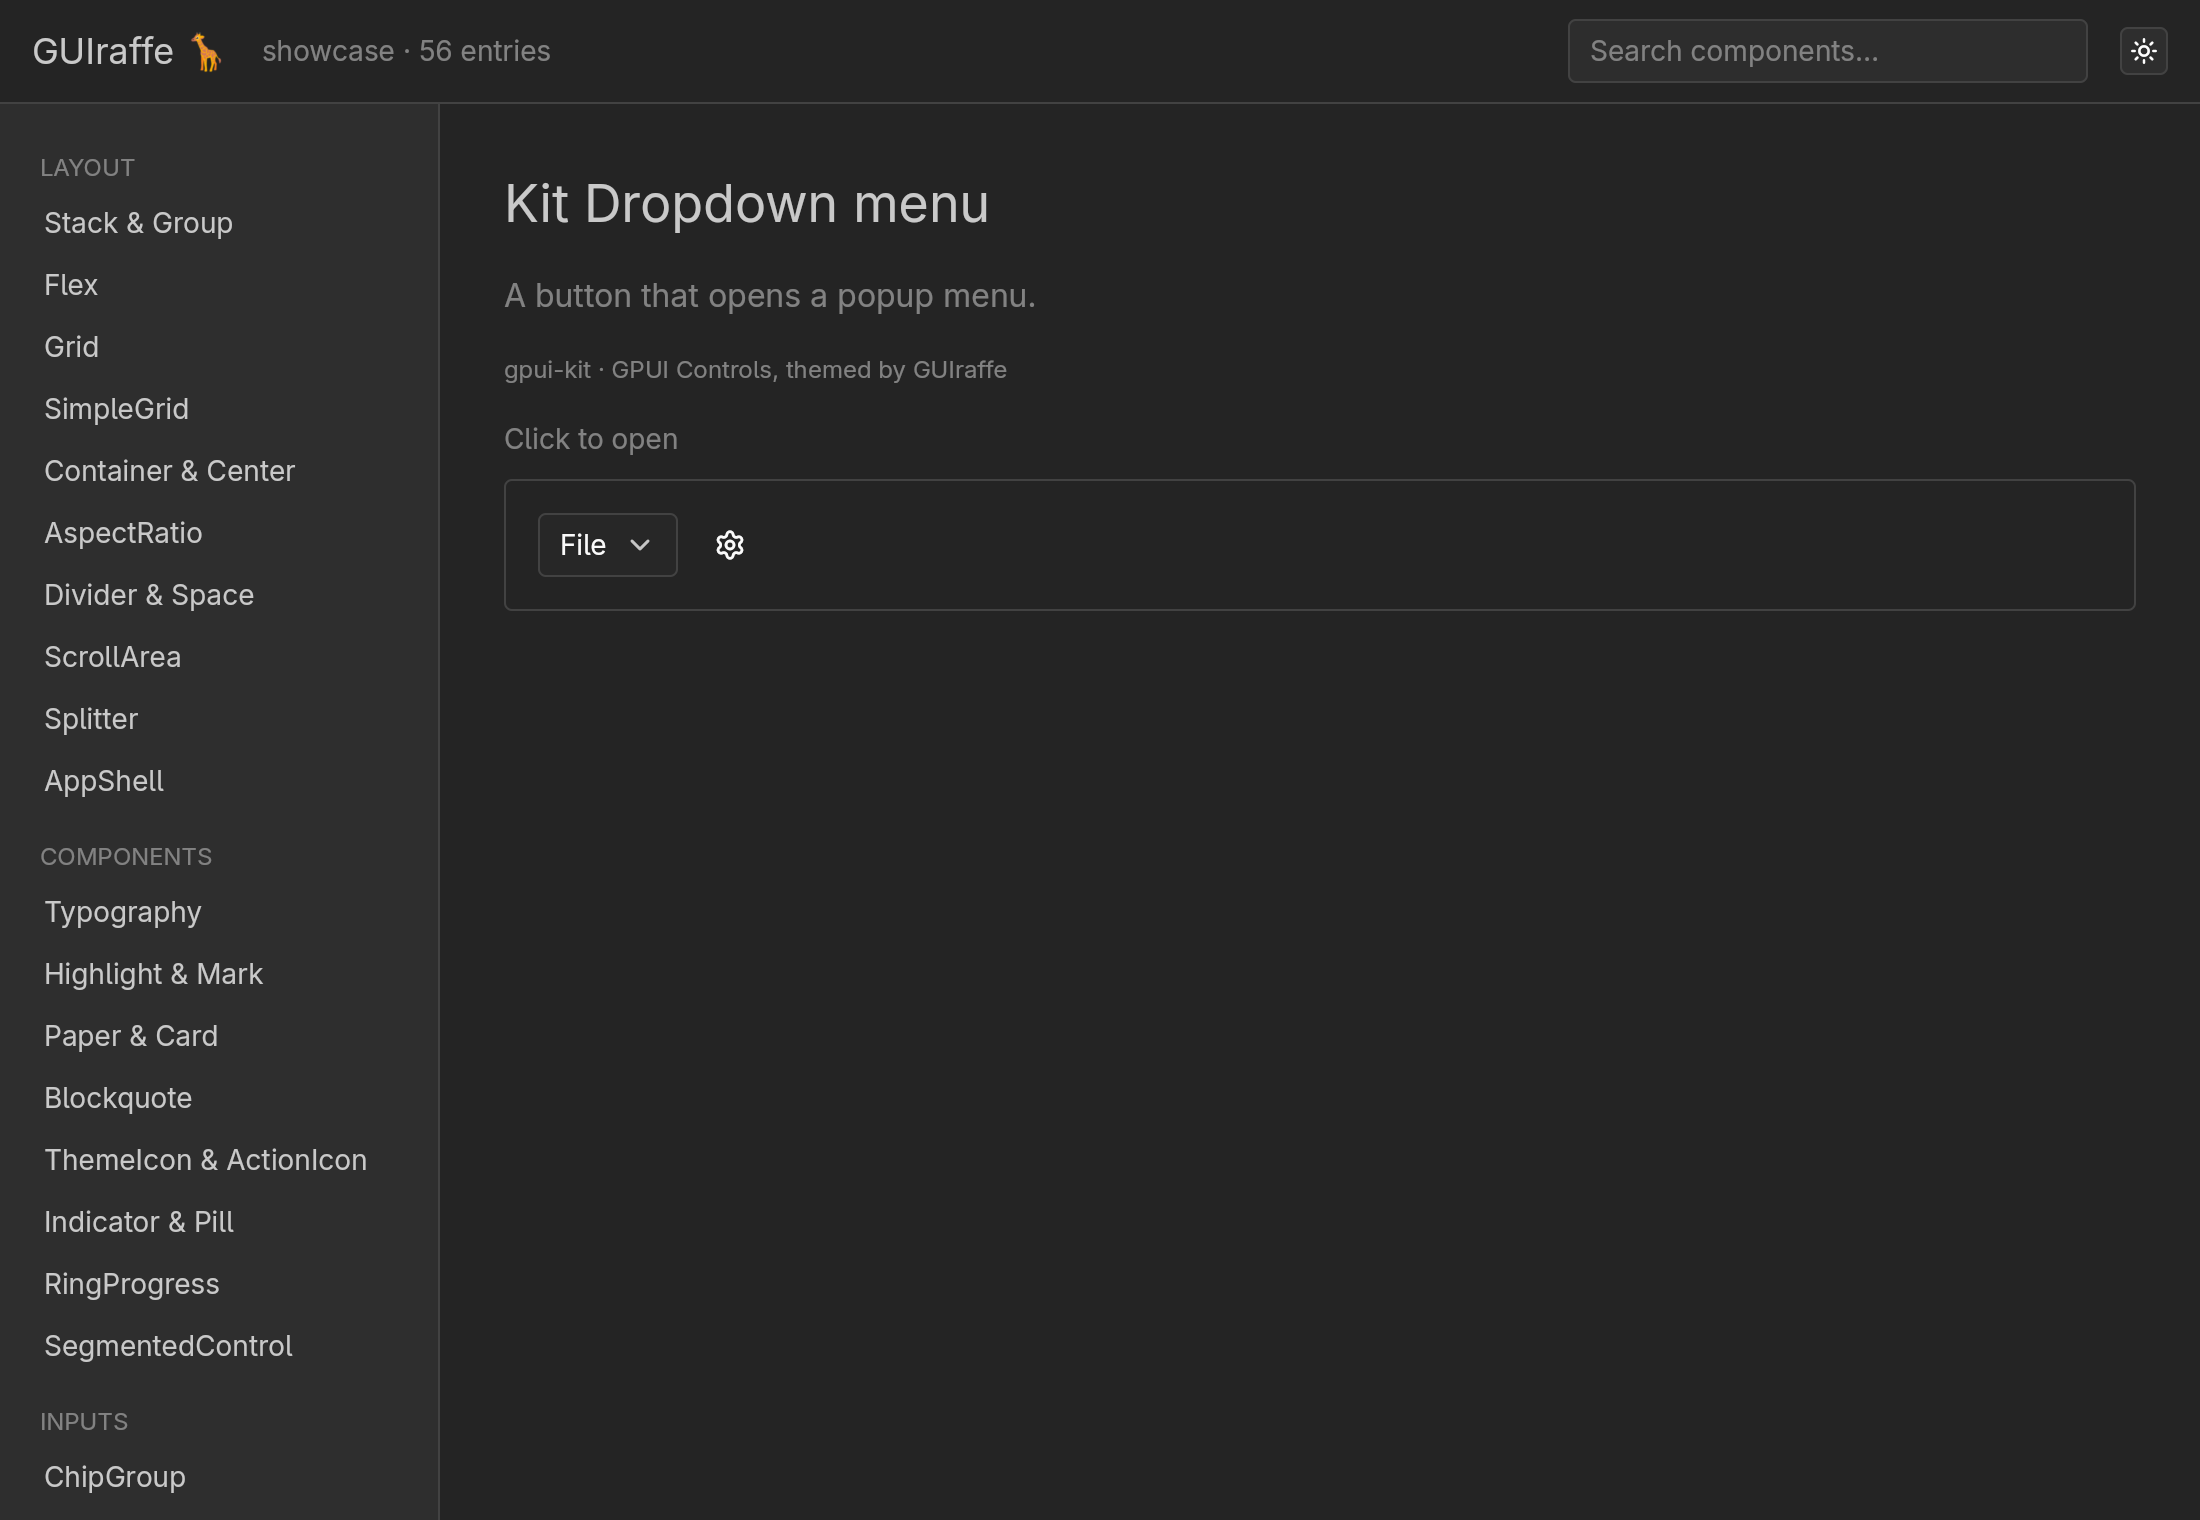 GUIraffe 🦒 showcase · 56 entries
Search components...
LAYOUT
Stack & Group
Flex
Grid
SimpleGrid
Container & Center
AspectRatio
Divider & Space
ScrollArea
Splitter
AppShell
COMPONENTS
Typography
Highlight & Mark
Paper & Card
Blockquote
ThemeIcon & ActionIcon
Indicator & Pill
RingProgress
SegmentedControl
INPUTS
ChipGroup
Kit Dropdown menu
A button that opens a popup menu.
gpui-kit · GPUI Controls, themed by GUIraffe
Click to open
File